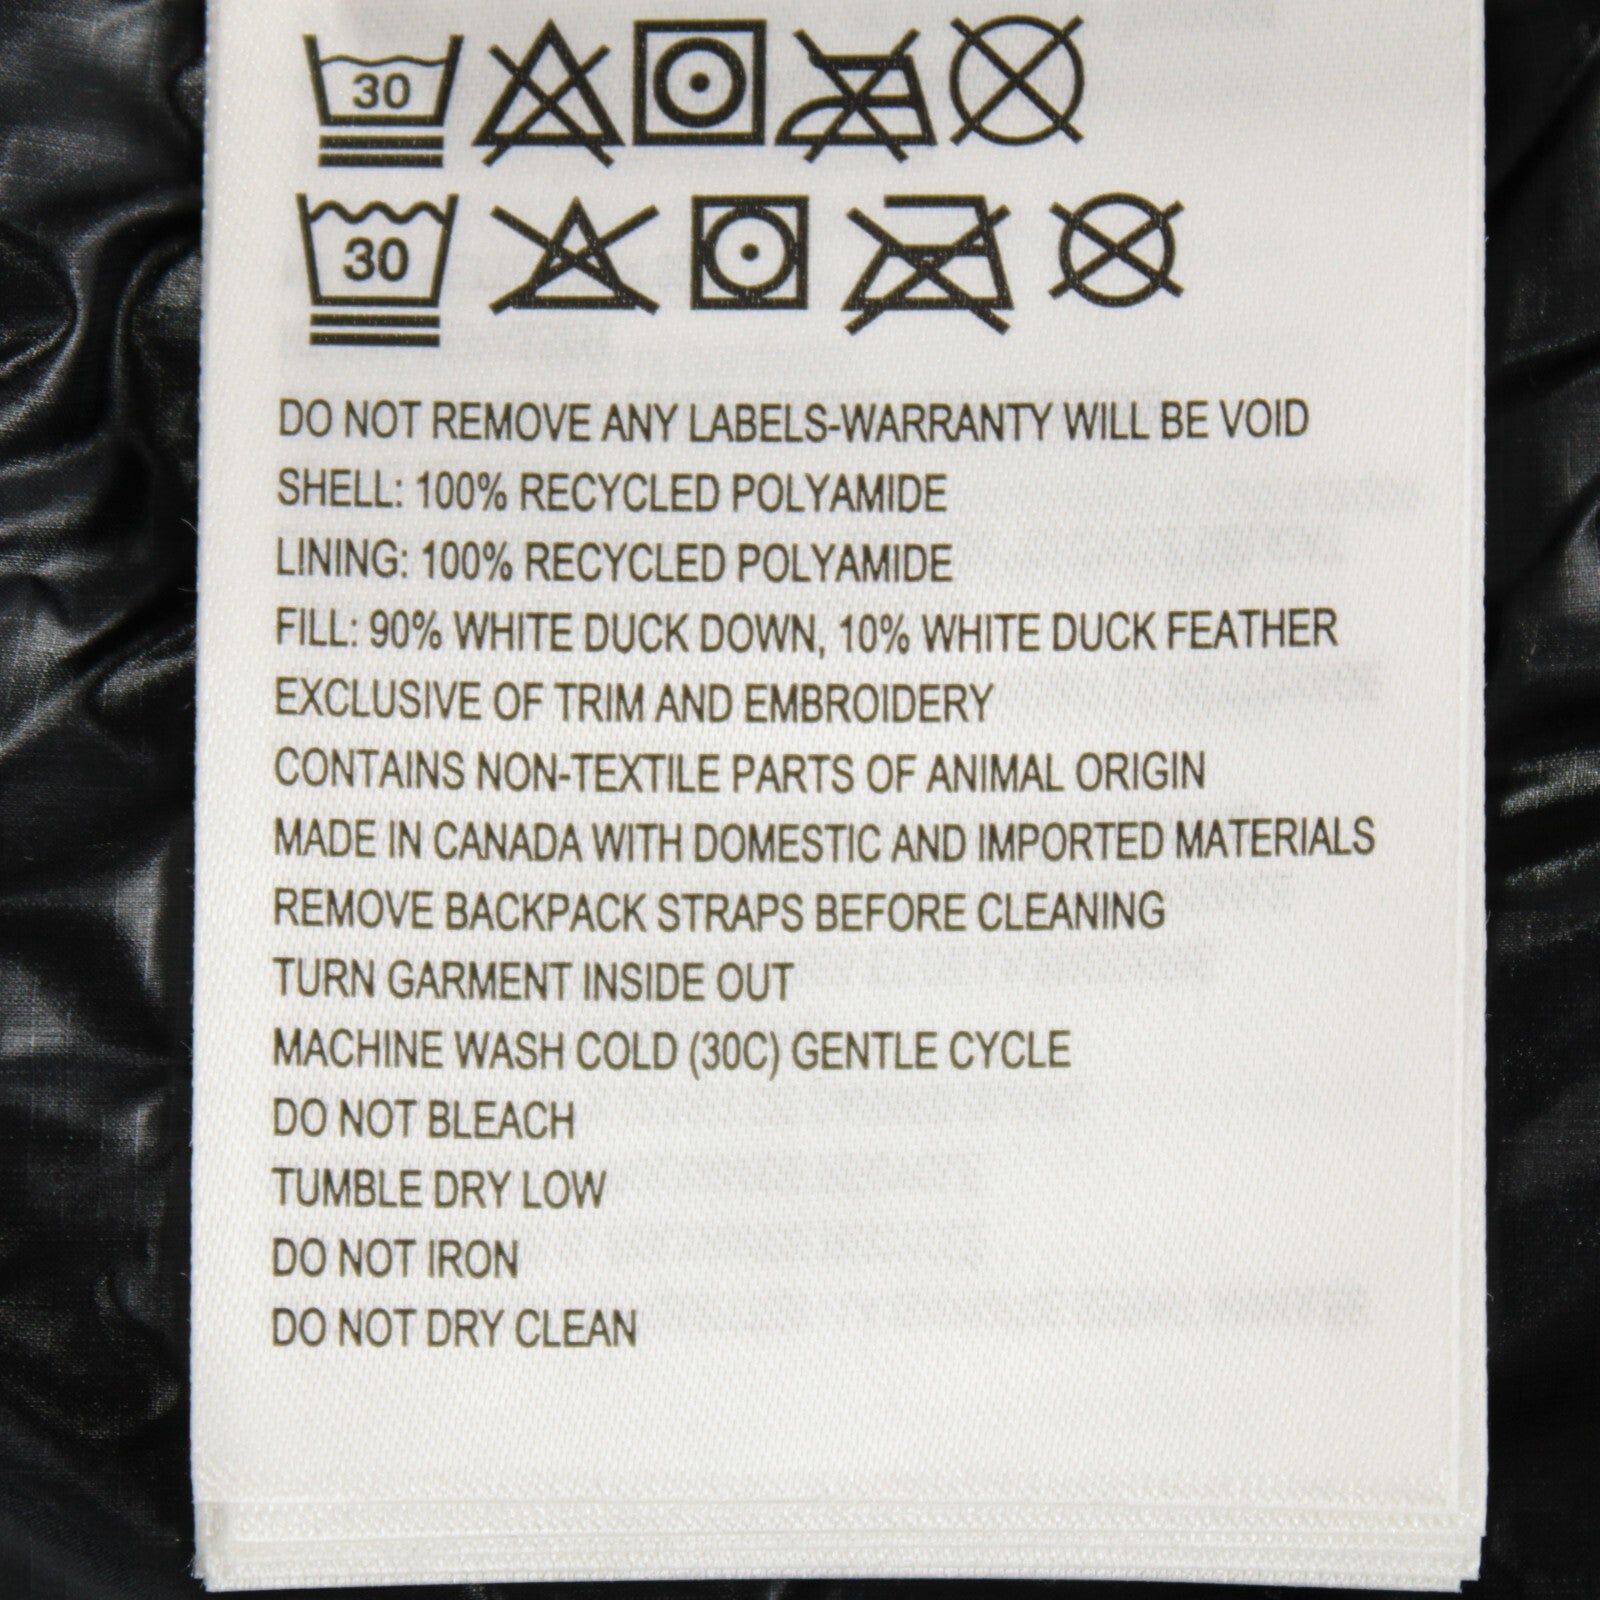 30
30
DO NOT REMOVE ANY LABELS-WARRANTY WILL BE VOID
SHELL: 100% RECYCLED POLYAMIDE
LINING: 100% RECYCLED POLYAMIDE
FILL: 90% WHITE DUCK DOWN, 10% WHITE DUCK FEATHER
EXCLUSIVE OF TRIM AND EMBROIDERY
CONTAINS NON-TEXTILE PARTS OF ANIMAL ORIGIN
MADE IN CANADA WITH DOMESTIC AND IMPORTED MATERIALS
REMOVE BACKPACK STRAPS BEFORE CLEANING
TURN GARMENT INSIDE OUT
MACHINE WASH COLD (30C) GENTLE CYCLE
DO NOT BLEACH
TUMBLE DRY LOW
DO NOT IRON
DO NOT DRY CLEAN